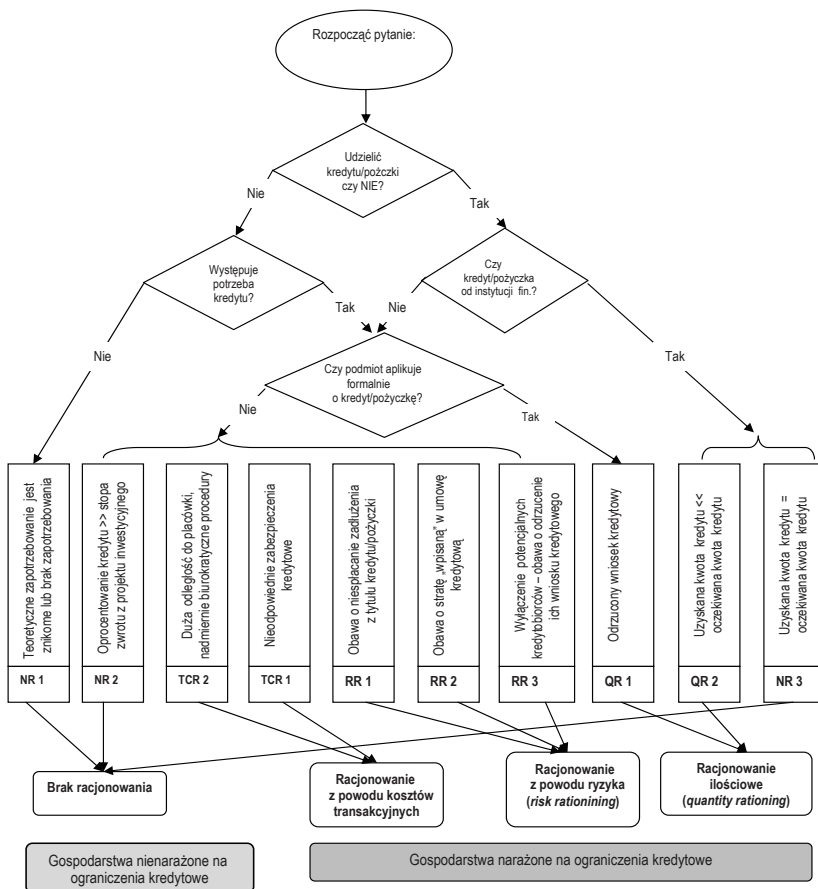 Rozpocząć pytanie:
Udzielić
kredytu/pożczki
czy NIE?
Nie
Tak
Występuje
potrzeba
kredytu?
Czy
kredyt/pożyczka
od instytucji fin.?
Tak
Nie
Nie
Tak
Czy podmiot aplikuje
formalnie
o kredyt/pożyczkę?
Nie
Tak
Teoretyczne zapotrzebowanie jest
znikome lub brak zapotrzebowania
Oprocentowanie kredytu >> stopa
zwrotu z projektu inwestycyjnego
Duża odległość do placówki,
nadmiernie biurokratyczne procedury
Nieodpowiednie zabezpieczenia
kredytowe
Obawa o niespłacanie zadłużenia
z tytułu kredytu/pożyczki
Obawa o stratę „wpisaną” w umowę
kredytową
Wyłączenie potencjalnych
kredytobiorców – obawa o odrzucenie
ich wniosku kredytowego
Odrzucony wniosek kredytowy
Uzyskana kwota kredytu <<
oczekiwana kwota kredytu
Uzyskana kwota kredytu =
oczekiwana kwota kredytu
NR 1
NR 2
TCR 2
TCR 1
RR 1
RR 2
RR 3
QR 1
QR 2
NR 3
Brak racjonowania
Racjonowanie
z powodu kosztów
transakcyjnych
Racjonowanie
z powodu ryzyka
(risk rationining)
Racjonowanie
ilościowe
(quantity rationing)
Gospodarstwa nienarażone na
ograniczenia kredytowe
Gospodarstwa narażone na ograniczenia kredytowe